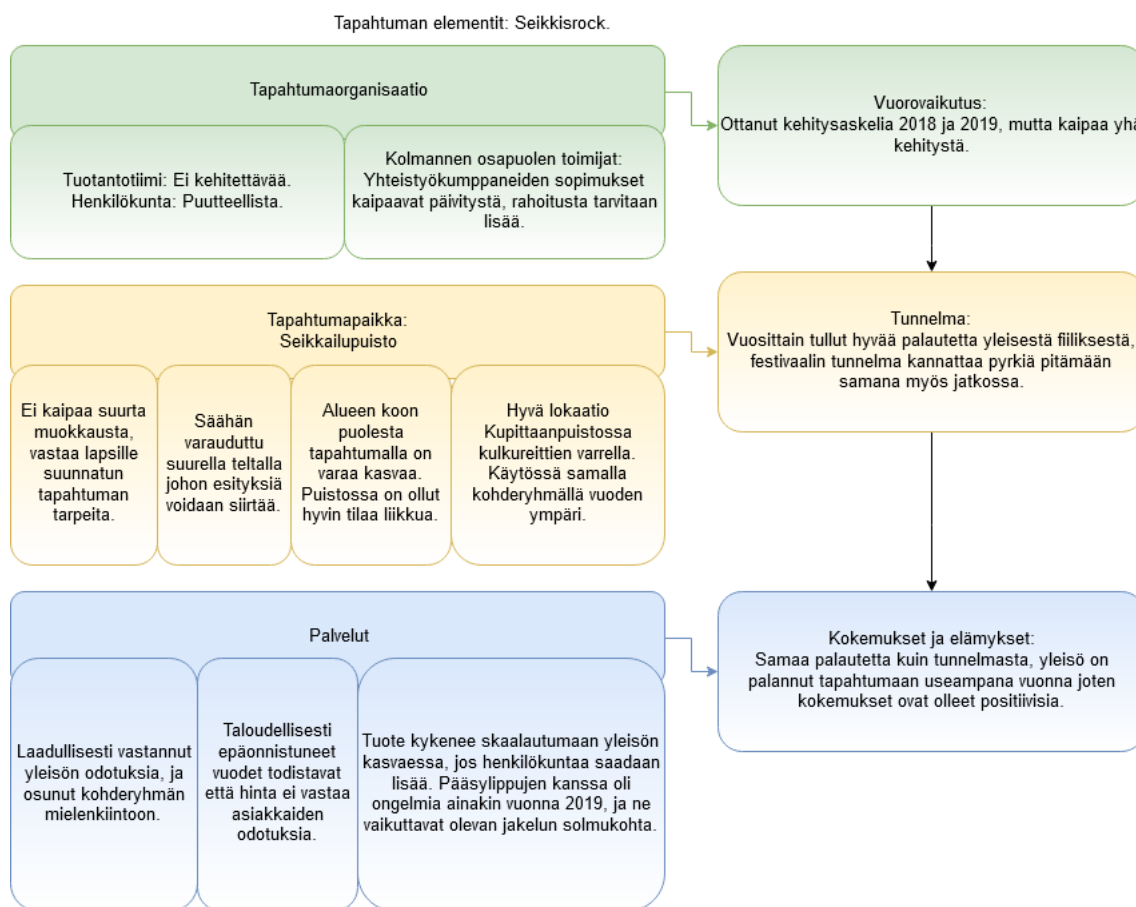 Tapahtuman elementit: Seikkisrock.
Tapahtumaorganisaatio
Tuotantotiimi: Ei kehitettävää.
Henkilökunta: Puutteellista.
Kolmannen osapuolen toimijat:
Yhteistyökumppaneiden sopimukset
kaipaavat päivitystä, rahoitusta tarvitaan
lisää.
Vuorovaikutus:
Ottanut kehitysaskelia 2018 ja 2019, mutta kaipaa yhä
kehitystä.
Tapahtumapaikka:
Seikkailupuisto
Ei kaipaa suurta
muokkausta,
vastaa lapsille
suunnatun
tapahtuman
tarpeita.
Säähän
varauduttu
suurella teltalla
johon esityksiä
voidaan siirtää.
Alueen koon
puolesta
tapahtumalla on
varaa kasvaa.
Puistossa on ollut
hyvin tilaa liikkua.
Hyvä lokaatio
Kupittaanpuistossa
kulkureittien varrella.
Käytössä samalla
kohderyhmällä vuoden
ympäri.
Tunnelma:
Vuosittain tullut hyvää palautetta yleisestä fiiliksestä,
festivaalin tunnelma kannattaa pyrkiä pitämään
samana myös jatkossa.
Palvelut
Laadullisesti vastannut
yleisön odotuksia, ja
osunut kohderyhmän
mielenkiintoon.
Taloudellisesti
epäonnistuneet
vuodet todistavat
että hinta ei vastaa
asiakkaiden
odotuksia.
Tuote kykenee skaalautumaan yleisön
kasvaessa, jos henkilökuntaa saadaan
lisää. Pääsylippujen kanssa oli
ongelmia ainakin vuonna 2019, ja ne
vaikuttavat olevan jakelun solmukohta.
Kokemukset ja elämykset:
Samaa palautetta kuin tunnelmasta, yleisö on
palannut tapahtumaan useampana vuonna joten
kokemukset ovat olleet positiivisia.